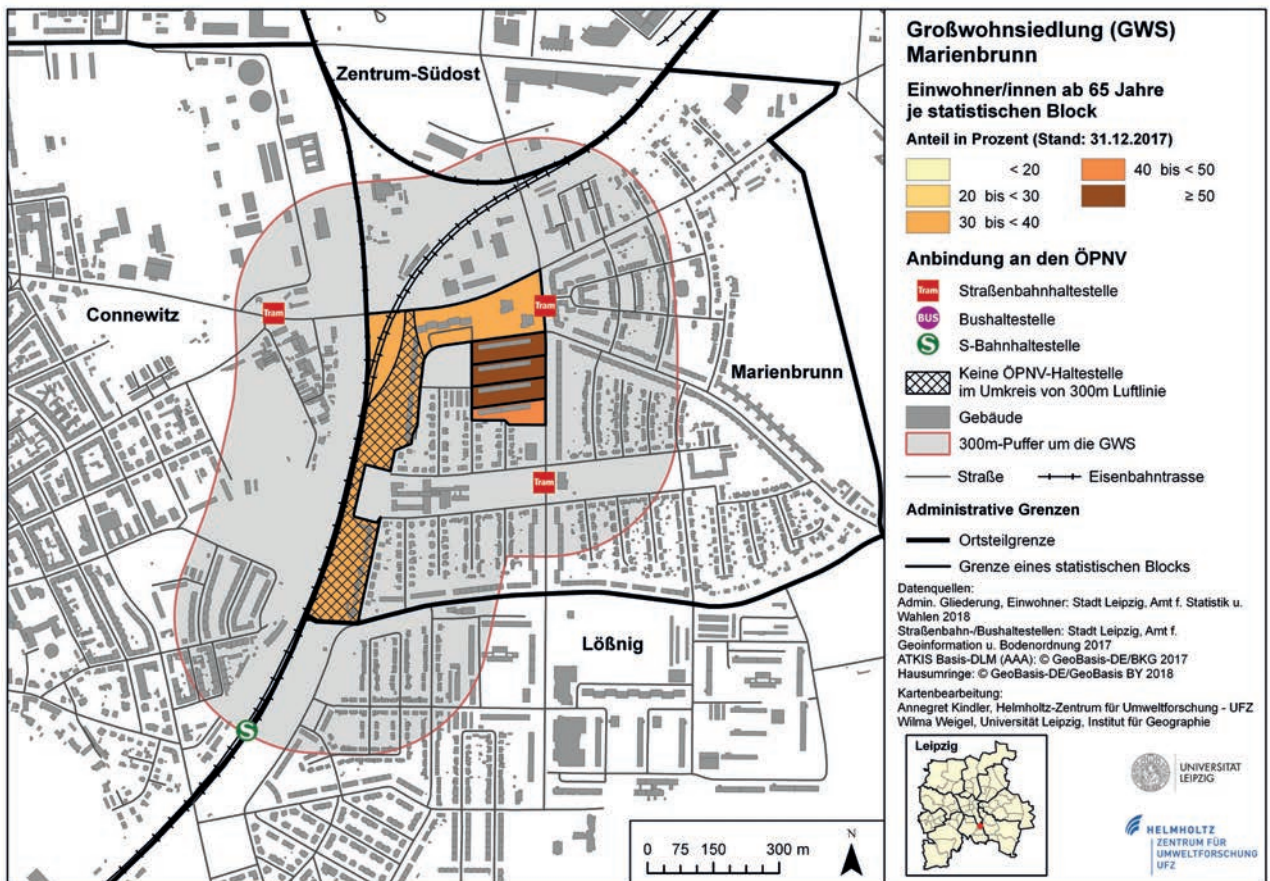 Zentrum-Südost
Connewitz
Marienbrunn
Lößnig
Tram
Tram
Tram
S
0 75 150 300 m
N
Großwohnsiedlung (GWS)
Marienbrunn
Einwohner/innen ab 65 Jahre
je statistischen Block
Anteil in Prozent (Stand: 31.12.2017)
< 20
20 bis < 30
30 bis < 40
40 bis < 50
≥ 50
Anbindung an den ÖPNV
Tram Straßenbahnhaltestelle
BUS Bushaltestelle
S S-Bahnhaltestelle
Keine ÖPNV-Haltestelle
im Umkreis von 300m Luftlinie
Gebäude
300m-Puffer um die GWS
Straße Eisenbahntrasse
Administrative Grenzen
Ortsteilgrenze
Grenze eines statistischen Blocks
Datenquellen:
Admin. Gliederung, Einwohner: Stadt Leipzig, Amt f. Statistik u.
Wahlen 2018
Straßenbahn-/Bushaltestellen: Stadt Leipzig, Amt f.
Geoinformation u. Bodenordnung 2017
ATKIS Basis-DLM (AAA): © GeoBasis-DE/BKG 2017
Hausumringe: © GeoBasis-DE/GeoBasis BY 2018
Kartenbearbeitung:
Annegret Kindler, Helmholtz-Zentrum für Umweltforschung - UFZ
Wilma Weigel, Universität Leipzig, Institut für Geographie
Leipzig
UNIVERSITÄT
LEIPZIG
HELMHOLTZ
ZENTRUM FÜR
UMWELTFORSCHUNG
UFZ